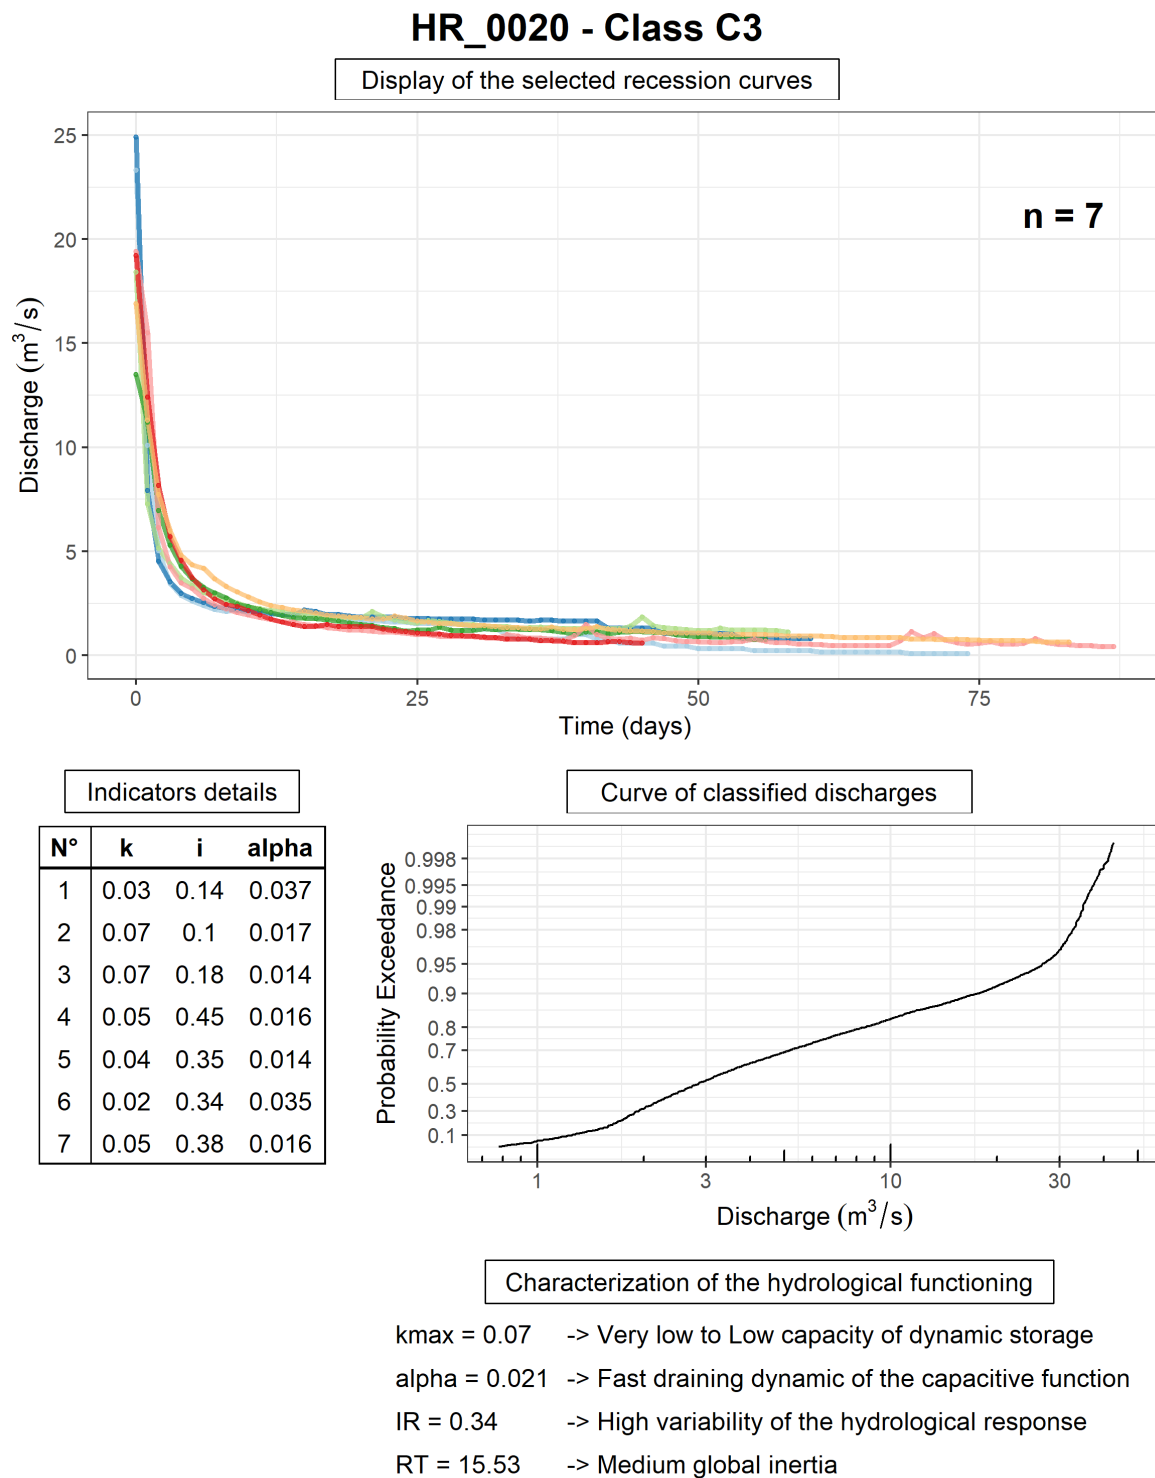 HR_0020 - Class C3
Display of the selected recession curves
25
20
15
10
5
0
Discharge (m³/s)
n = 7
0 25 50 75
Time (days)
Indicators details
N° k i alpha
1 0.03 0.14 0.037
2 0.07 0.1 0.017
3 0.07 0.18 0.014
4 0.05 0.45 0.016
5 0.04 0.35 0.014
6 0.02 0.34 0.035
7 0.05 0.38 0.016
Curve of classified discharges
0.998
0.995
0.99
0.98
0.95
0.9
0.8
0.7
0.5
0.3
0.1
Probability Exceedance
1 3 10 30
Discharge (m³/s)
Characterization of the hydrological functioning
kmax = 0.07 -> Very low to Low capacity of dynamic storage
alpha = 0.021 -> Fast draining dynamic of the capacitive function
IR = 0.34 -> High variability of the hydrological response
RT = 15.53 -> Medium global inertia